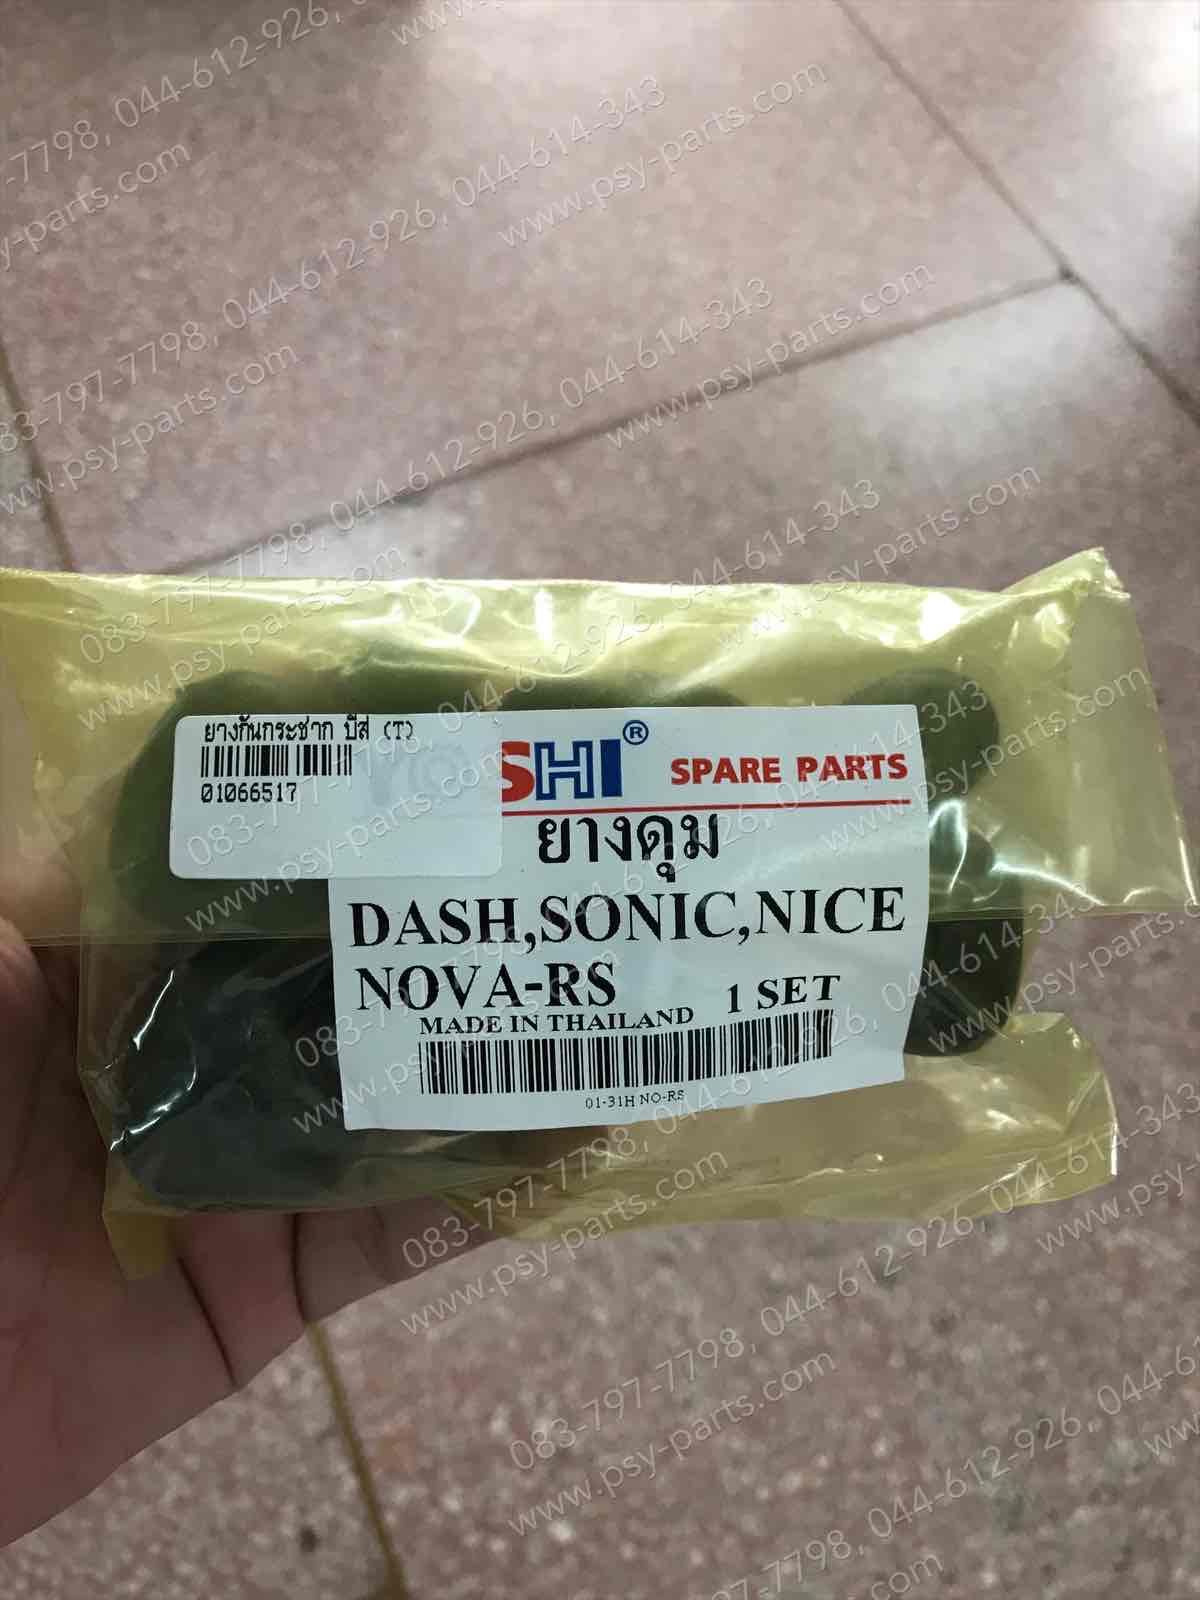 ยางกันกระชาก บีส (T)
01066517
SHI® SPARE PARTS
ยางดุม
DASH,SONIC,NICE
NOVA-RS 1 SET
MADE IN THAILAND
01-31H NO-RS
083-797-7798, 044-612-926, 044-614-343
www.psy-parts.com